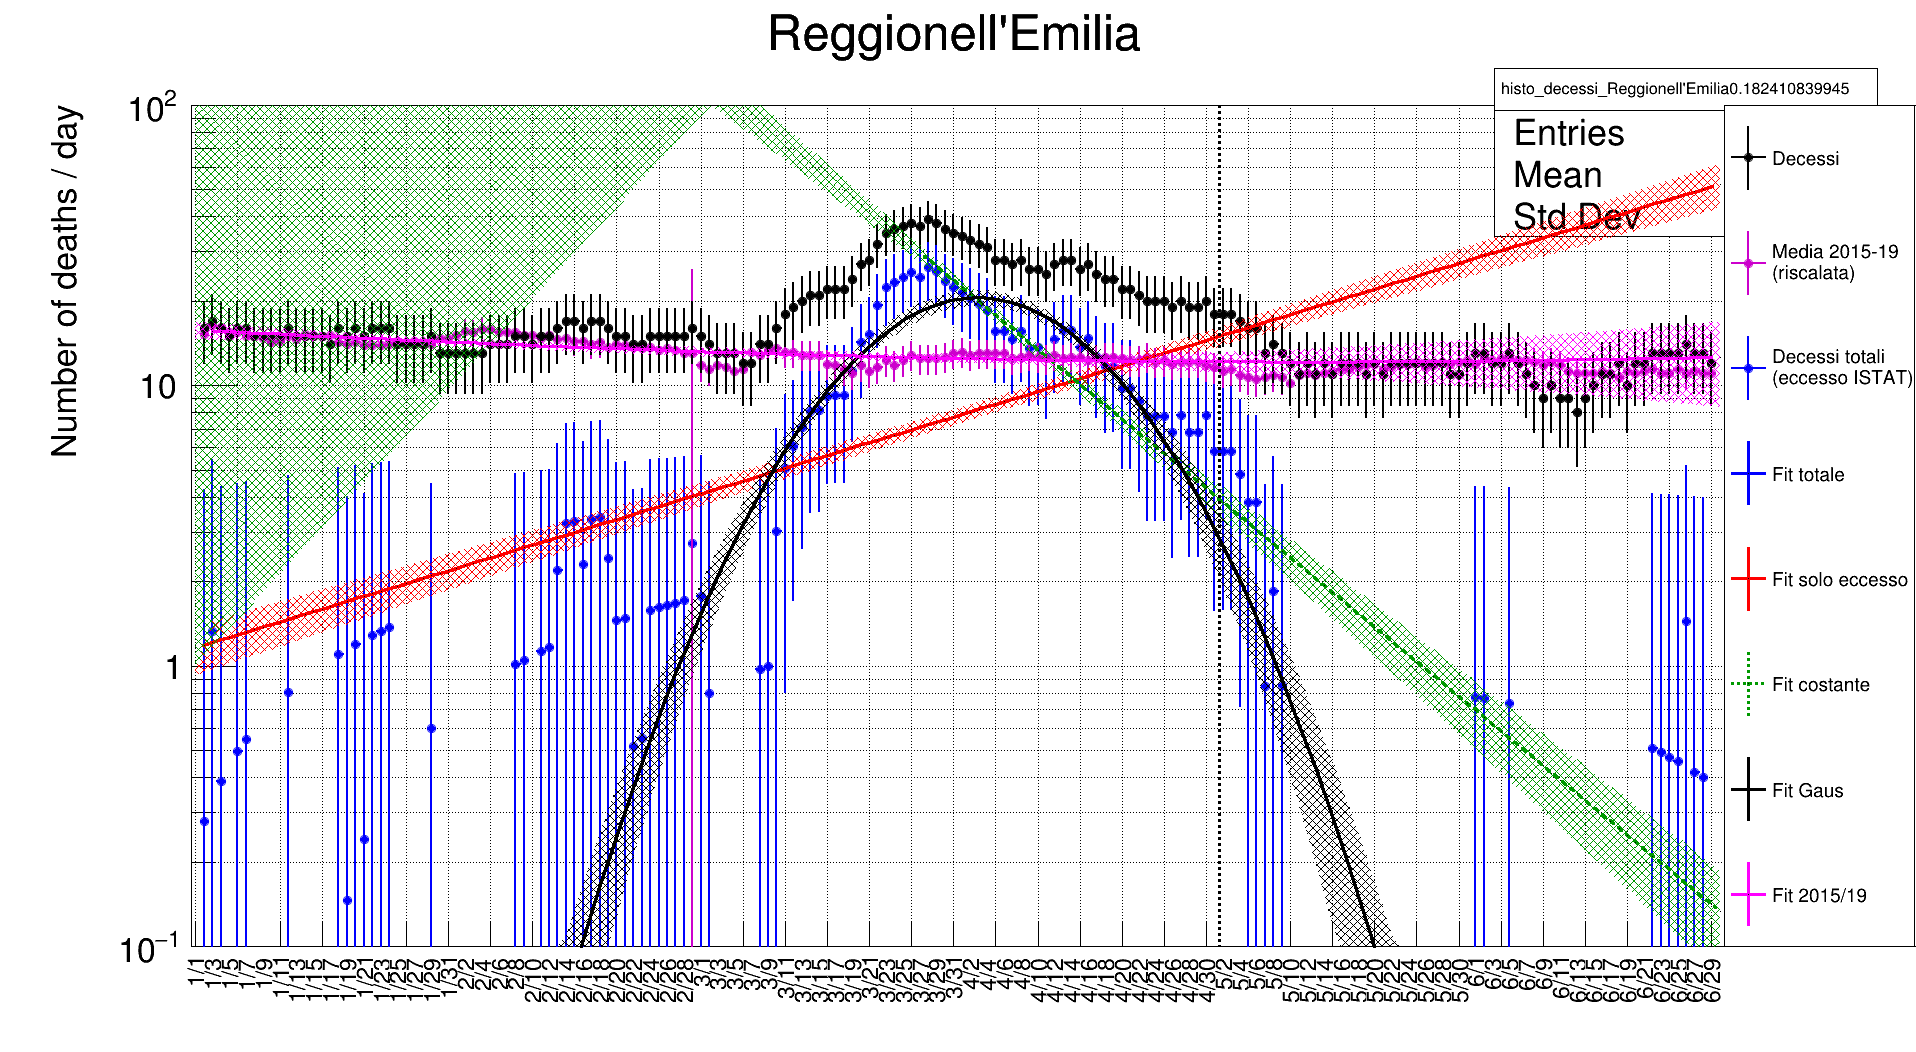 Reggionell'Emilia
Number of deaths / day
histo_decessi_Reggionell'Emilia0.182410839945
Entries
Mean
Std Dev
10²
10
1
10⁻¹
Decessi
Media 2015-19
(riscalata)
Decessi totali
(eccesso ISTAT)
Fit totale
Fit solo eccesso
Fit costante
Fit Gaus
Fit 2015/19
1/1 1/3 1/5 1/7 1/9 1/11 1/13 1/15 1/17 1/19 1/21 1/23 1/25 1/27 1/29 1/31 2/2 2/4 2/6 2/8 2/10 2/12 2/14 2/16 2/18 2/20 2/22 2/24 2/26 2/28 3/1 3/3 3/5 3/7 3/9 3/11 3/13 3/15 3/17 3/19 3/21 3/23 3/25 3/27 3/29 3/31 4/2 4/4 4/6 4/8 4/10 4/12 4/14 4/16 4/18 4/20 4/22 4/24 4/26 4/28 4/30 5/2 5/4 5/6 5/8 5/10 5/12 5/14 5/16 5/18 5/20 5/22 5/24 5/26 5/28 5/30 6/1 6/3 6/5 6/7 6/9 6/11 6/13 6/15 6/17 6/19 6/21 6/23 6/25 6/27 6/29